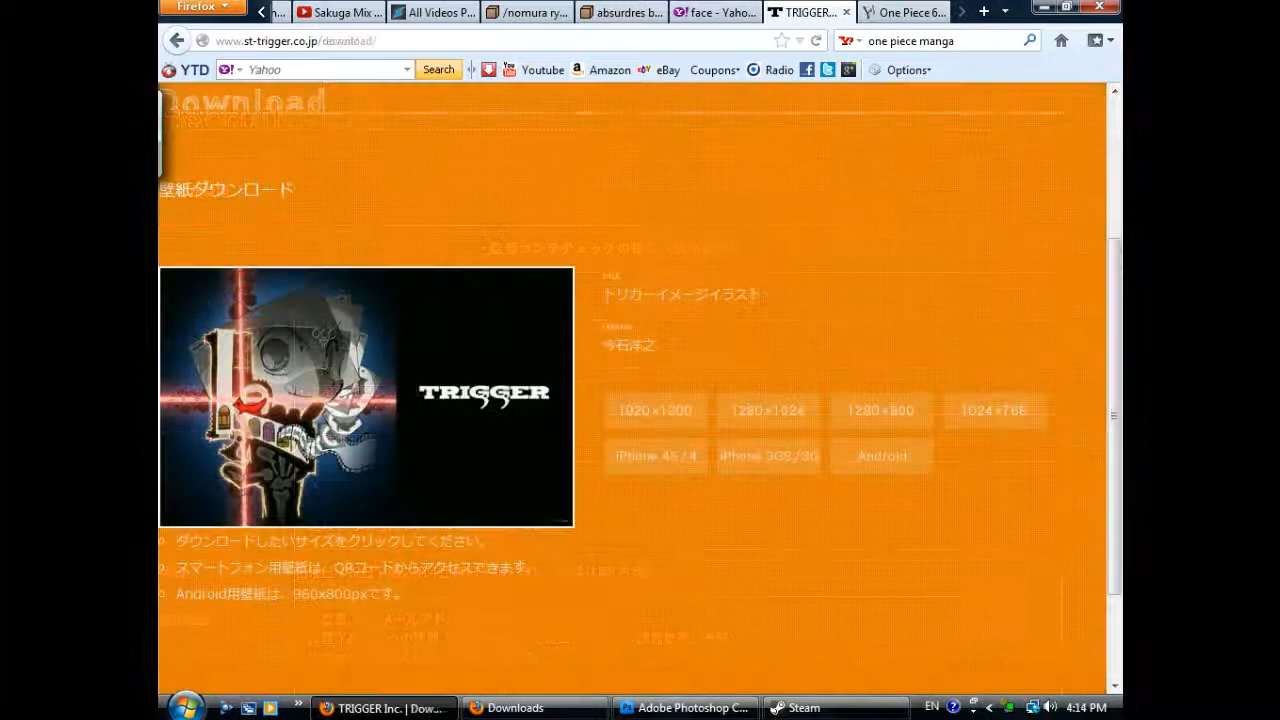 Firefox
n...
Sakuga Mix ...
All Videos P...
/nomura ry...
absurdres b...
face - Yaho...
TRIGGER...
One Piece 6...
www.st-trigger.co.jp/download/
one piece manga
YTD
Yahoo
Search
Youtube
Amazon
eBay
Coupons
Radio
Options
Download
壁紙ダウンロード
トリガーイメージイラスト
今石洋之
TRIGGER
1280×1024
1280×800
1024×768
iPhone 4S / 4
iPhone 3GS / 3G
Android
ダウンロードしたいサイズをクリックしてください。
スマートフォン用壁紙は、QRコードからアクセスできます。
Android用壁紙は、960x800pxです。
TRIGGER Inc. | Dow...
Downloads
Adobe Photoshop C...
Steam
EN
4:14 PM